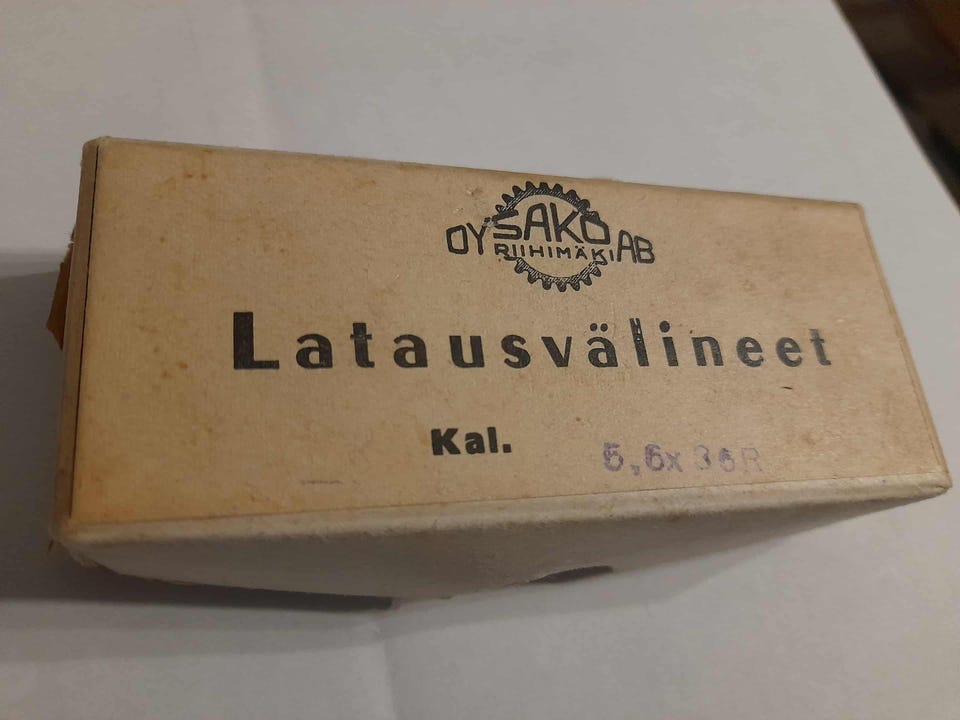 OY SAKO AB
RIIHIMÄKI
Latausvälineet
Kal. 5,6x36R